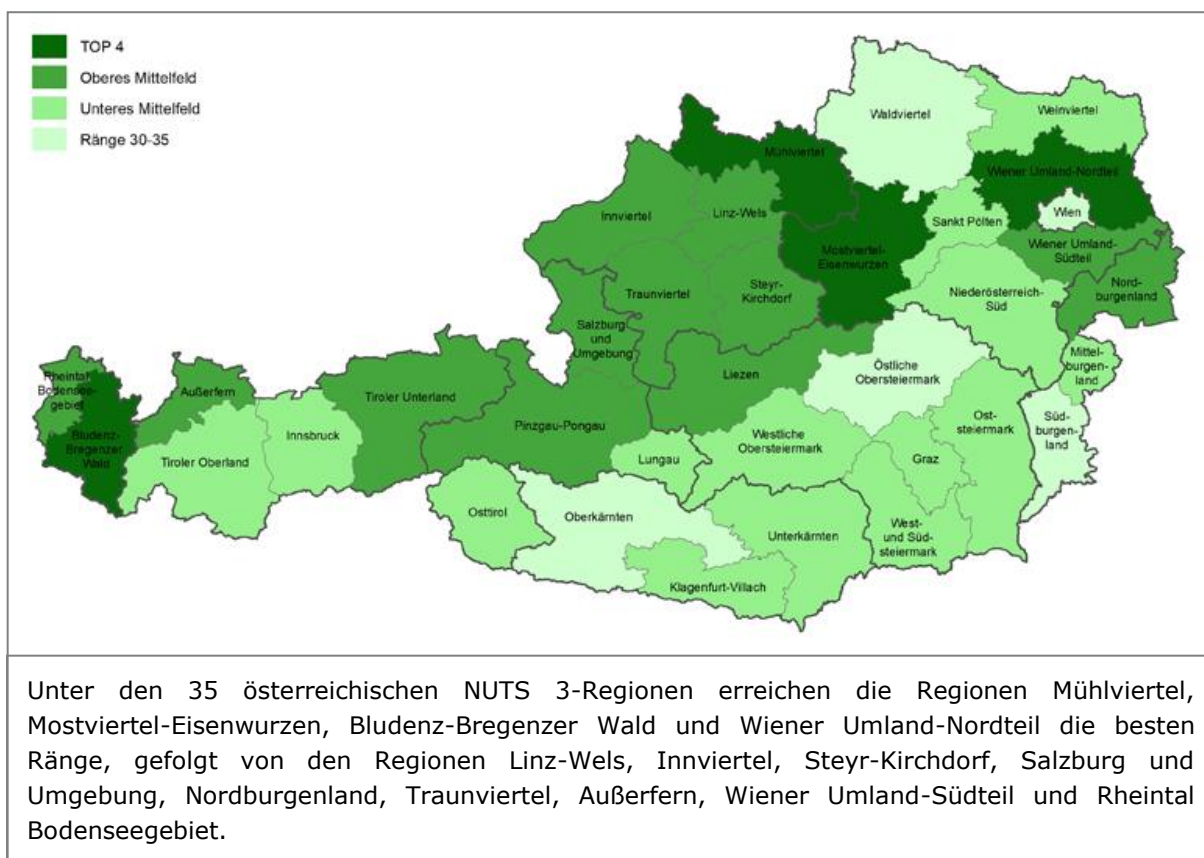 TOP 4
Oberes Mittelfeld
Unteres Mittelfeld
Ränge 30-35
Waldviertel
Weinviertel
Mühlviertel
Wiener Umland-Nordteil
Wien
Innviertel
Linz-Wels
Sankt Pölten
Mostviertel-
Eisenwurzen
Wiener Umland-
Südteil
Nord-
burgenland
Traunviertel
Steyr-
Kirchdorf
Niederösterreich-
Süd
Salzburg
und
Umgebung
Mittel-
burgen-
land
Rheintal
Bodensee-
gebiet
Außerfern
Tiroler Unterland
Liezen
Östliche
Obersteiermark
Bludenz-
Bregenzer
Wald
Innsbruck
Pinzgau-Pongau
Ost-
steiermark
Süd-
burgen-
land
Tiroler Oberland
Lungau
Westliche
Obersteiermark
Graz
Osttirol
Oberkärnten
Unterkärnten
West-
und Süd-
steiermark
Klagenfurt-Villach
Unter den 35 österreichischen NUTS 3-Regionen erreichen die Regionen Mühlviertel,
Mostviertel-Eisenwurzen, Bludenz-Bregenzer Wald und Wiener Umland-Nordteil die besten
Ränge, gefolgt von den Regionen Linz-Wels, Innviertel, Steyr-Kirchdorf, Salzburg und
Umgebung, Nordburgenland, Traunviertel, Außerfern, Wiener Umland-Südteil und Rheintal
Bodenseegebiet.